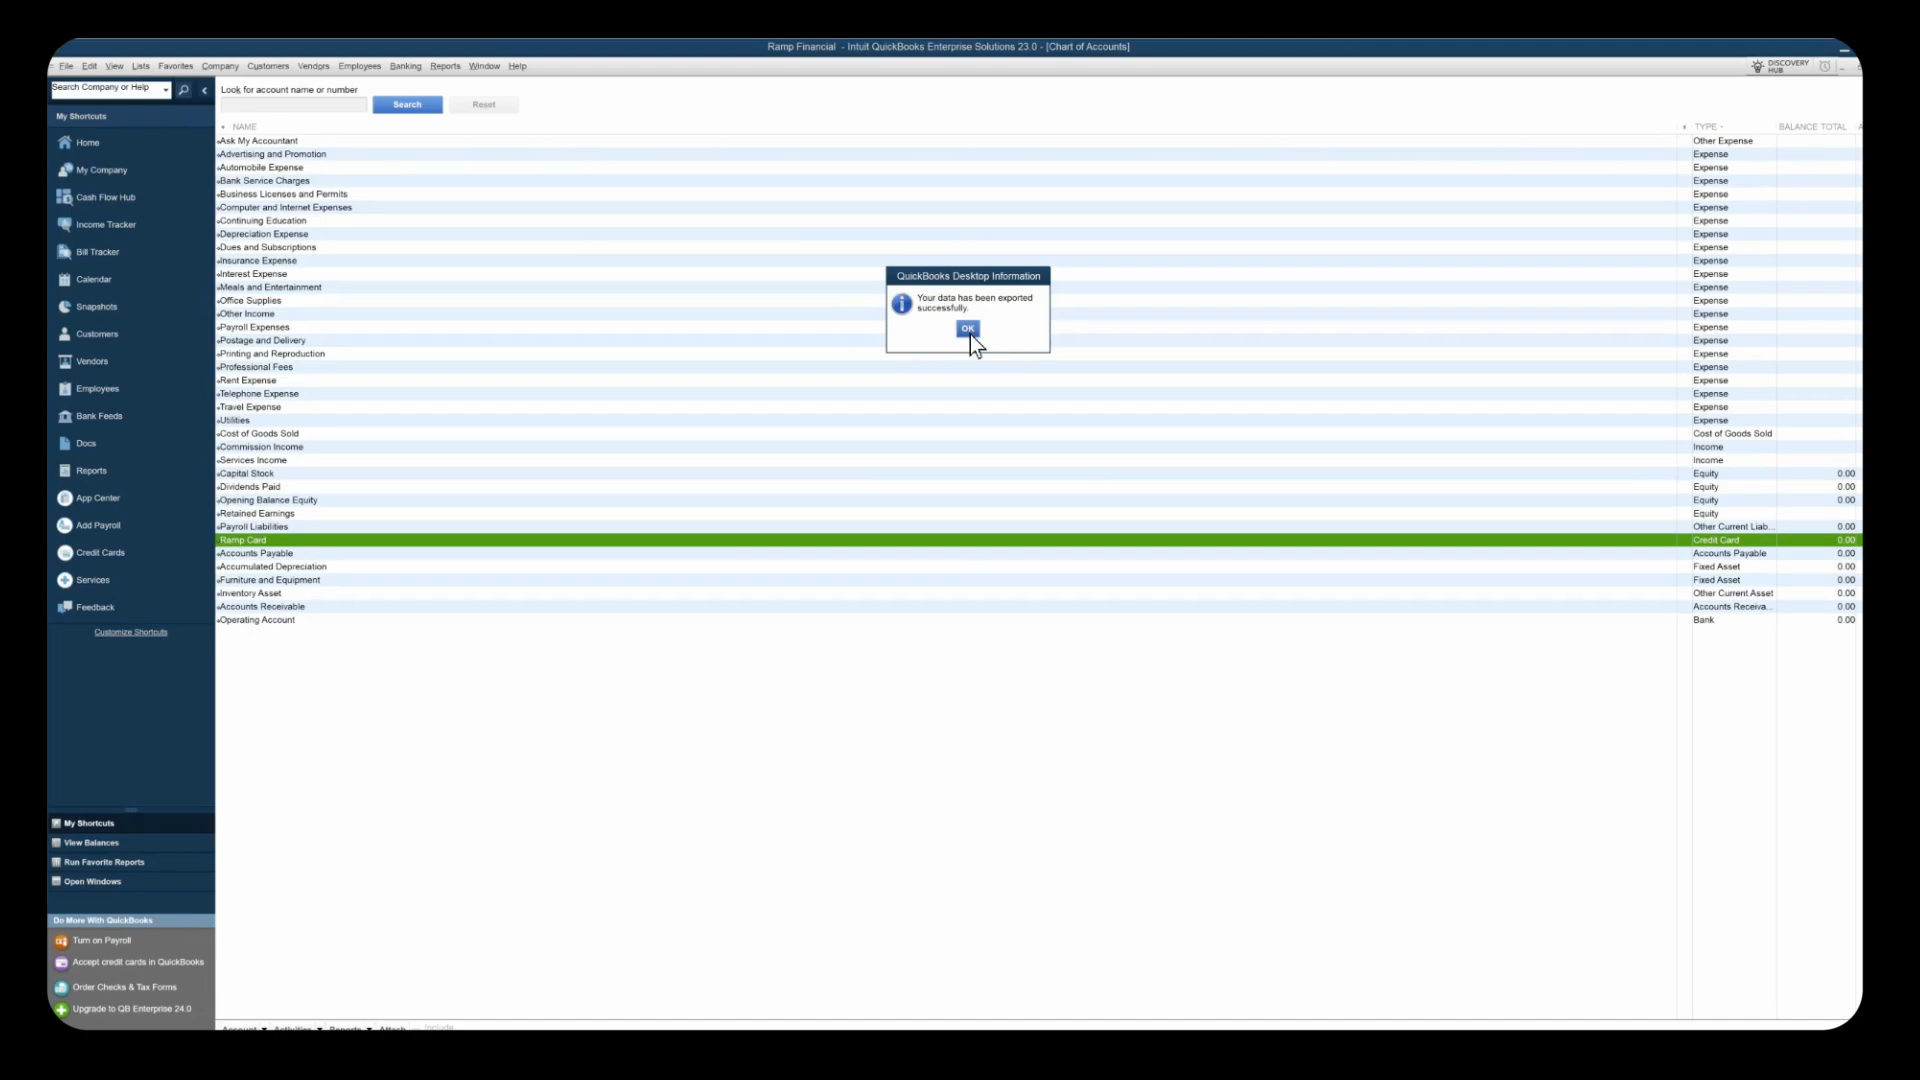 Ramp Financial - Intuit QuickBooks Enterprise Solutions 23.0 - [Chart of Accounts]
File Edit View Lists Favorites Company Customers Vendors Employees Banking Reports Window Help
DISCOVERY HUB
Search Company or Help
My Shortcuts
Home
My Company
Cash Flow Hub
Income Tracker
Bill Tracker
Calendar
Snapshots
Customers
Vendors
Employees
Bank Feeds
Docs
Reports
App Center
Add Payroll
Credit Cards
Services
Feedback
Customize Shortcuts
My Shortcuts
View Balances
Run Favorite Reports
Open Windows
Do More With QuickBooks
Turn on Payroll
Accept credit cards in QuickBooks
Order Checks & Tax Forms
Upgrade to QB Enterprise 24.0
Look for account name or number
Search Reset
NAME TYPE BALANCE TOTAL
Ask My Accountant Other Expense
Advertising and Promotion Expense
Automobile Expense Expense
Bank Service Charges Expense
Business Licenses and Permits Expense
Computer and Internet Expenses Expense
Continuing Education Expense
Depreciation Expense Expense
Dues and Subscriptions Expense
Insurance Expense Expense
Interest Expense Expense
Meals and Entertainment Expense
Office Supplies Expense
Other Income Expense
Payroll Expenses Expense
Postage and Delivery Expense
Printing and Reproduction Expense
Professional Fees Expense
Rent Expense Expense
Telephone Expense Expense
Travel Expense Expense
Utilities Expense
Cost of Goods Sold Cost of Goods Sold
Commission Income Income
Services Income Income
Capital Stock Equity 0.00
Dividends Paid Equity 0.00
Opening Balance Equity Equity 0.00
Retained Earnings Equity
Payroll Liabilities Other Current Liab... 0.00
Ramp Card Credit Card 0.00
Accounts Payable Accounts Payable 0.00
Accumulated Depreciation Fixed Asset 0.00
Furniture and Equipment Fixed Asset 0.00
Inventory Asset Other Current Asset 0.00
Accounts Receivable Accounts Receiva... 0.00
Operating Account Bank 0.00
QuickBooks Desktop Information
Your data has been exported
successfully.
OK
Account Activities Reports Attach Include